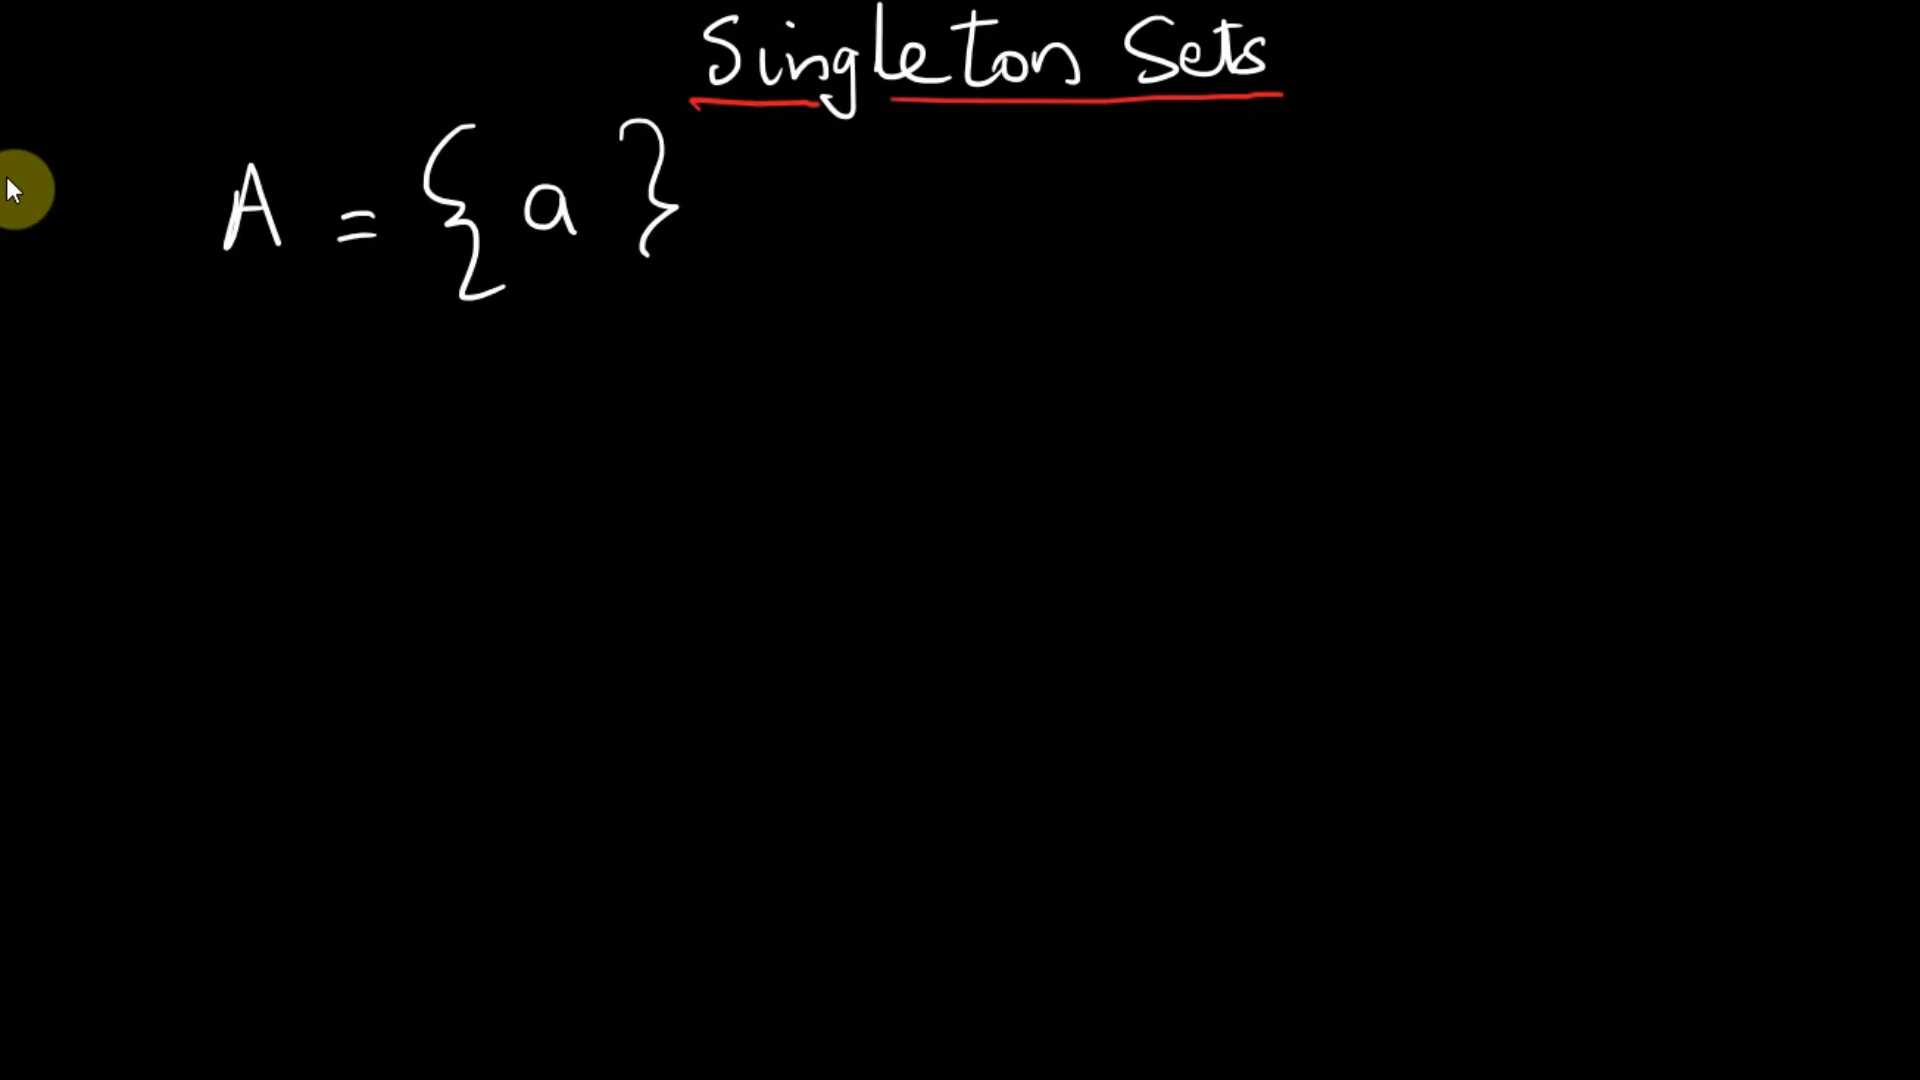 Singleton Sets
A = { a }